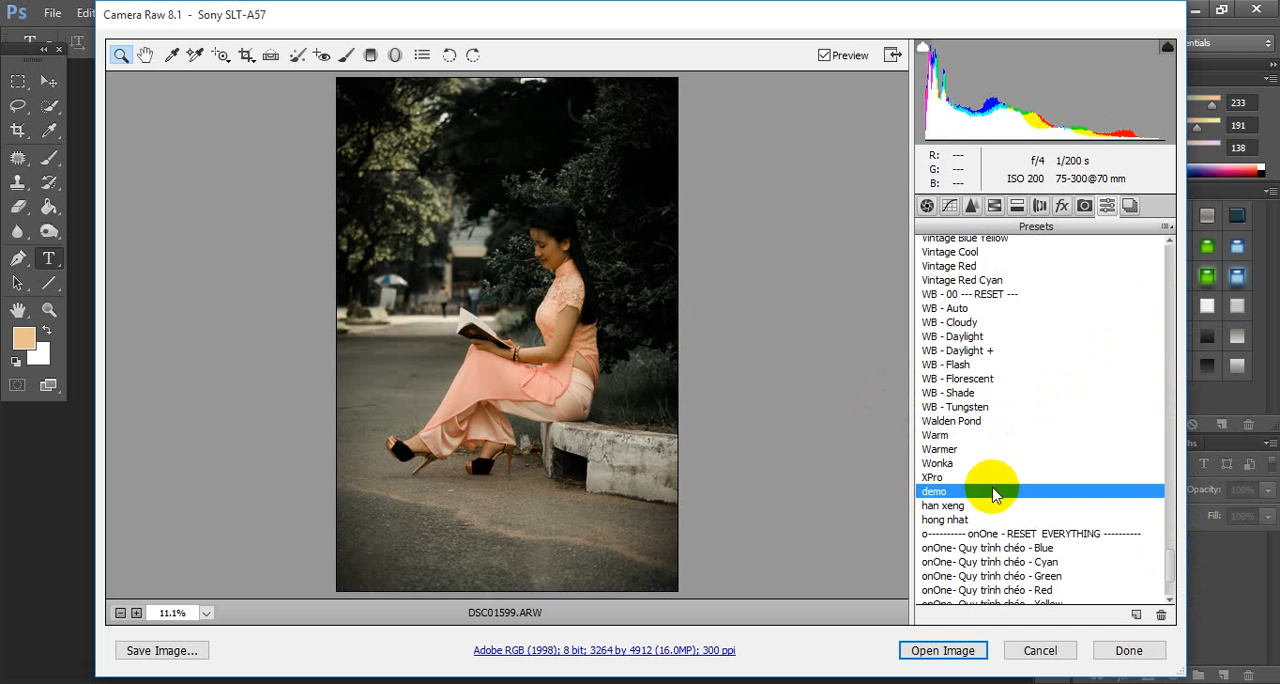 Ps File Edi
Camera Raw 8.1 - Sony SLT-A57
Preview
entials
233
191
138
R: ---
G: ---
B: ---
f/4 1/200 s
ISO 200 75-300@70 mm
fx
Presets
Vintage Blue Yellow
Vintage Cool
Vintage Red
Vintage Red Cyan
WB - 00 --- RESET ---
WB - Auto
WB - Cloudy
WB - Daylight
WB - Daylight +
WB - Flash
WB - Florescent
WB - Shade
WB - Tungsten
Walden Pond
Warm
Warmer
Wonka
XPro
demo
han xeng
hong nhat
o---------- onOne - RESET EVERYTHING ----------
onOne- Quy trình chéo - Blue
onOne- Quy trình chéo - Cyan
onOne- Quy trình chéo - Green
onOne- Quy trình chéo - Red
onOne- Quy trình chéo - Yellow
hs
Opacity: 100%
Fill: 100%
11.1%
DSC01599.ARW
Save Image...
Adobe RGB (1998); 8 bit; 3264 by 4912 (16.0MP); 300 ppi
Open Image
Cancel
Done